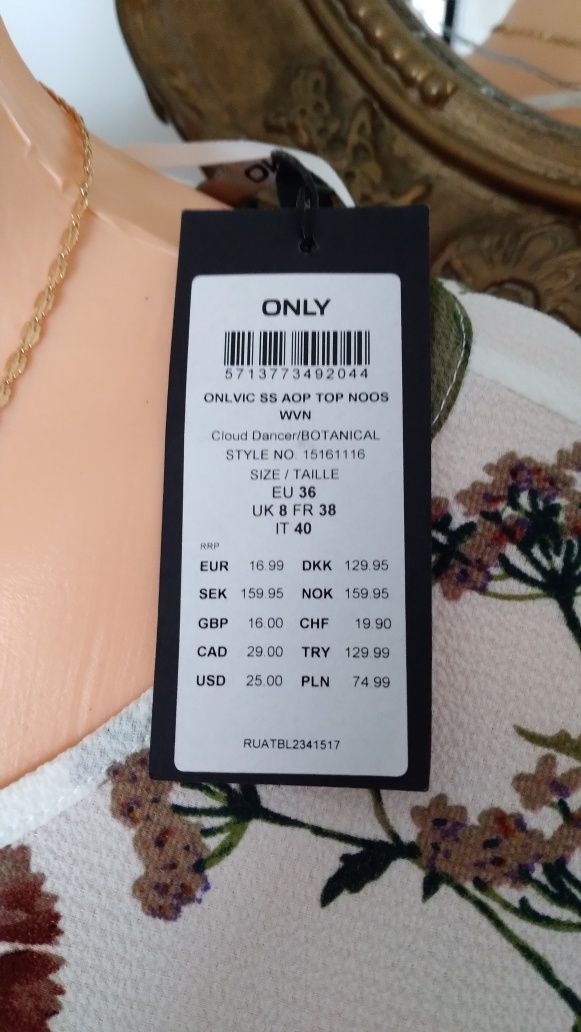 ONLY
5713773492044
ONLVIC SS AOP TOP NOOS
WVN
Cloud Dancer/BOTANICAL
STYLE NO. 15161116
SIZE / TAILLE
EU 36
UK 8 FR 38
IT 40
RRP
EUR 16.99 DKK 129.95
SEK 159.95 NOK 159.95
GBP 16.00 CHF 19.90
CAD 29.00 TRY 129.99
USD 25.00 PLN 74.99
RUATBL2341517